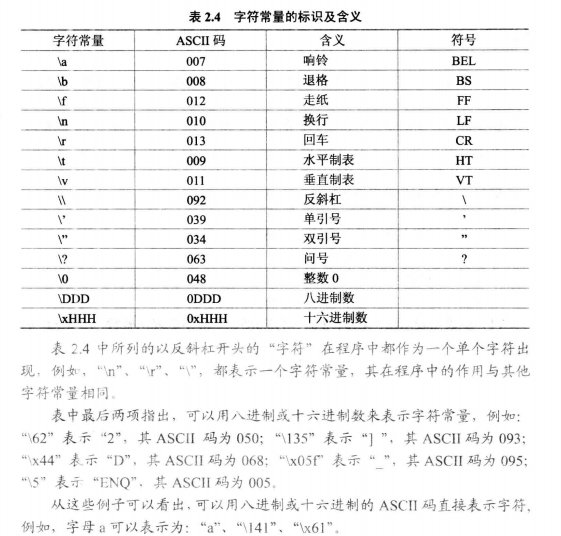 表 2.4 字符常量的标识及含义
字符常量 ASCII 码 含义 符号
\a 007 响铃 BEL
\b 008 退格 BS
\f 012 走纸 FF
\n 010 换行 LF
\r 013 回车 CR
\t 009 水平制表 HT
\v 011 垂直制表 VT
\\ 092 反斜杠 \
\’ 039 单引号 ’
\” 034 双引号 ”
\? 063 问号 ?
\0 048 整数 0
\DDD 0DDD 八进制数
\xHHH 0xHHH 十六进制数
表 2.4 中所列的以反斜杠开头的“字符”在程序中都作为一个单个字符出
现，例如，“\n”、“\r”、“\”，都表示一个字符常量，其在程序中的作用与其他
字符常量相同。
表中最后两项指出，可以用八进制或十六进制数来表示字符常量，例如：
“\62”表示“2”，其 ASCII 码为 050；“\135”表示“] ”，其 ASCII 码为 093；
“\x44”表示“D”，其 ASCII 码为 068；“\x05f”表示“_”，其 ASCII 码为 095；
“\5”表示“ENQ”，其 ASCII 码为 005。
从这些例子可以看出，可以用八进制或十六进制的 ASCII 码直接表示字符，
例如，字母 a 可以表示为：“a”、“\141”、“\x61”。